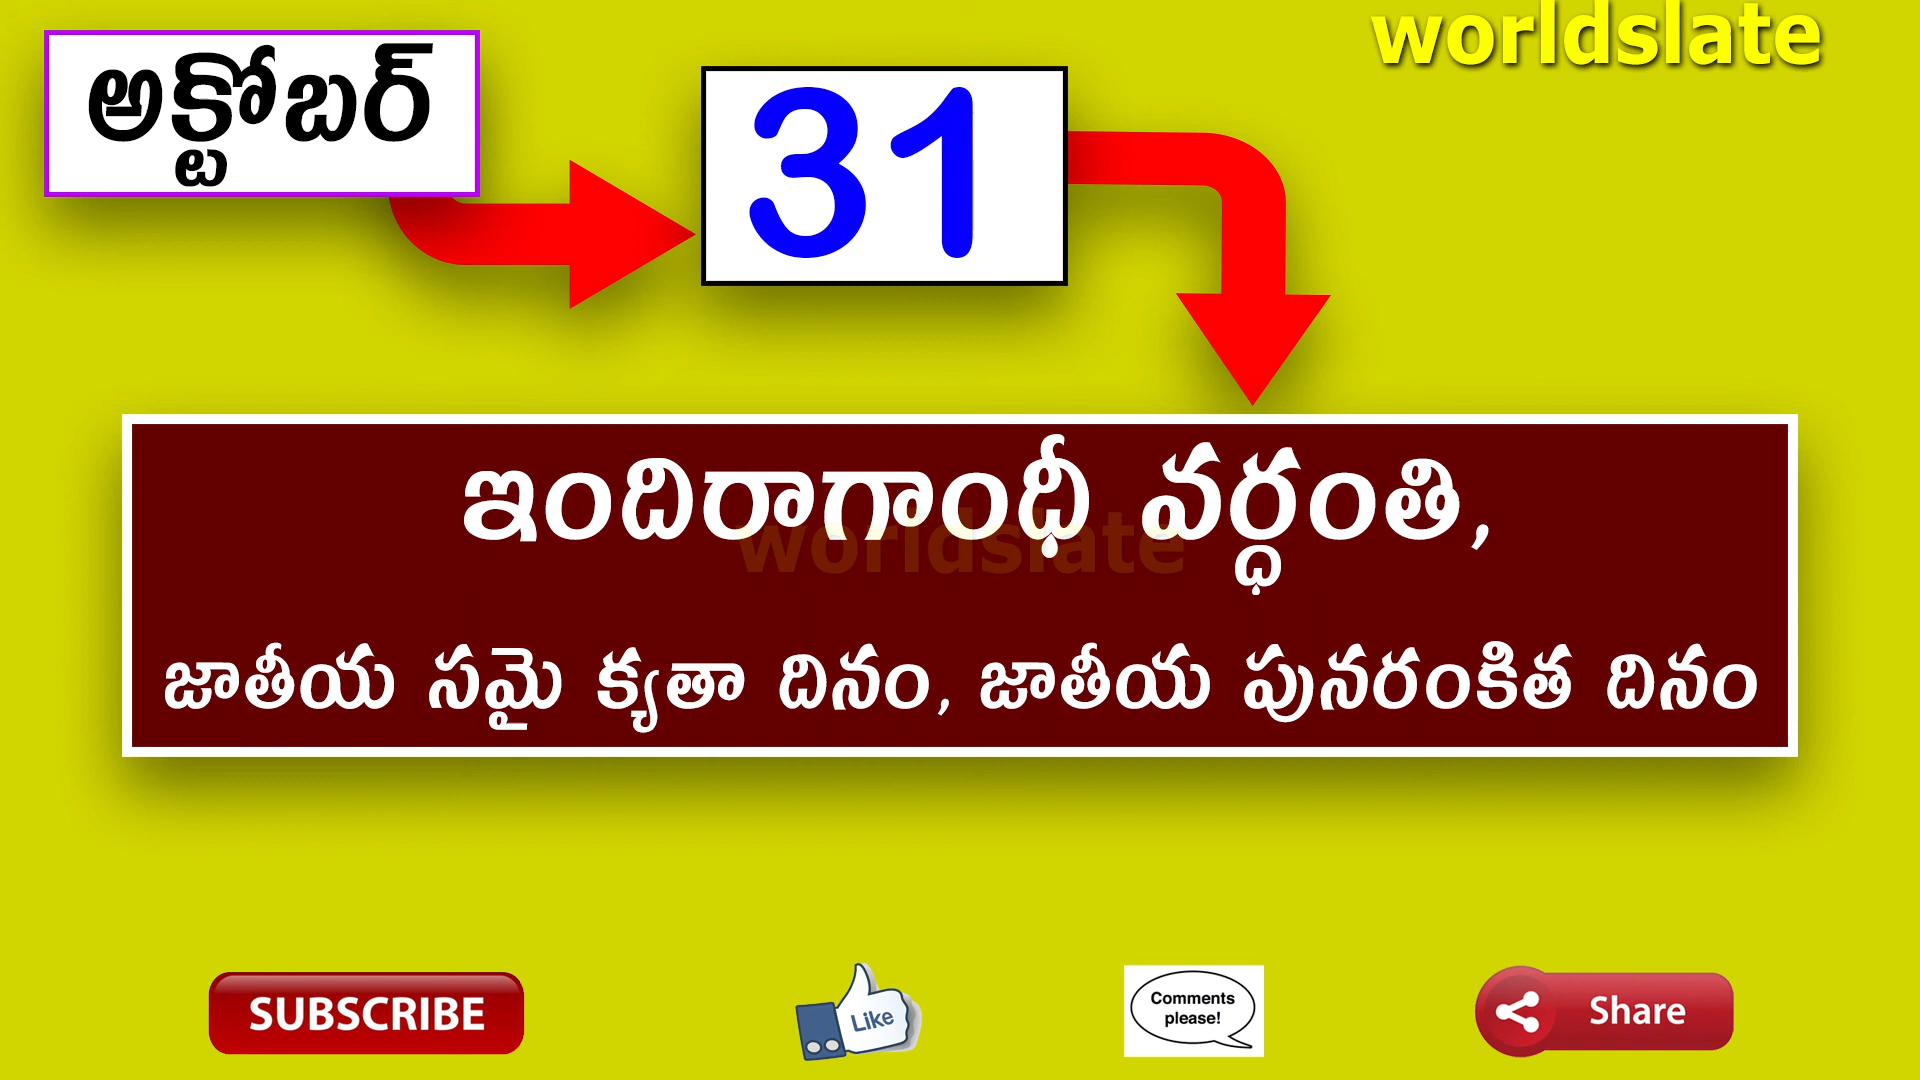 worldslate
అక్టోబర్
31
ఇందిరాగాంధీ వర్ధంతి,
worldslate
జాతీయ సమై క్యతా దినం, జాతీయ పునరంకిత దినం
SUBSCRIBE
Like
Comments
please!
Share